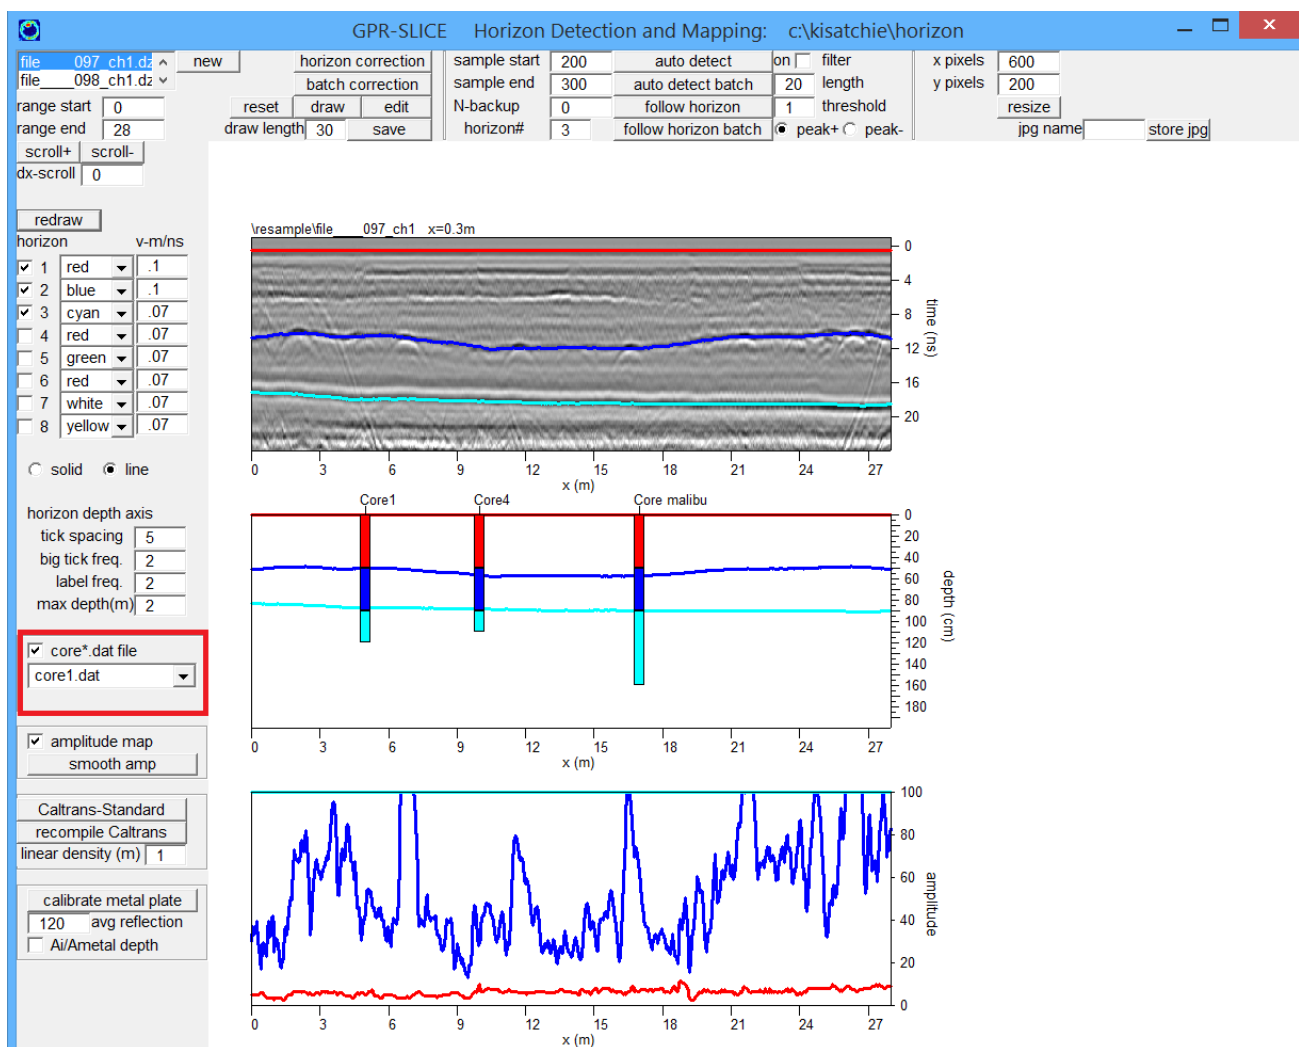 GPR-SLICE Horizon Detection and Mapping: c:\kisatchie\horizon
file____097_ch1.dz new horizon correction sample start 200 auto detect on filter x pixels 600
file____098_ch1.dz batch correction sample end 300 auto detect batch 20 length y pixels 200
range start 0 reset draw edit N-backup 0 follow horizon 1 threshold resize
range end 28 draw length 30 save horizon# 3 follow horizon batch peak+ peak- jpg name store jpg
scroll+ scroll-
dx-scroll 0
redraw
horizon v-m/ns
1 red .1
2 blue .1
3 cyan .07
4 red .07
5 green .07
6 red .07
7 white .07
8 yellow .07
solid line
horizon depth axis
tick spacing 5
big tick freq. 2
label freq. 2
max depth(m) 2
core*.dat file
core1.dat
amplitude map
smooth amp
Caltrans-Standard
recompile Caltrans
linear density (m) 1
calibrate metal plate
120 avg reflection
Ai/Ametal depth
\resample\file____097_ch1 x=0.3m
0
4
8
12
16
20
time (ns)
0 3 6 9 12 15 18 21 24 27
x (m)
Core1 Core4 Core malibu
0
20
40
60
80
100
120
140
160
180
depth (cm)
0 3 6 9 12 15 18 21 24 27
x (m)
100
80
60
40
20
0
amplitude
0 3 6 9 12 15 18 21 24 27
x (m)